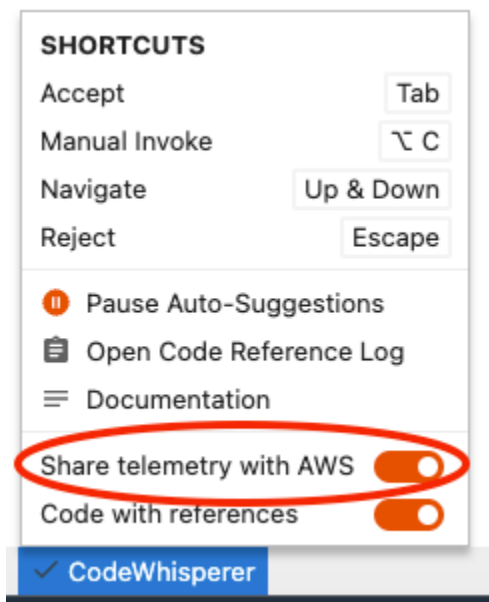 SHORTCUTS
Accept Tab
Manual Invoke ⌥ C
Navigate Up & Down
Reject Escape
Pause Auto-Suggestions
Open Code Reference Log
Documentation
Share telemetry with AWS
Code with references
CodeWhisperer